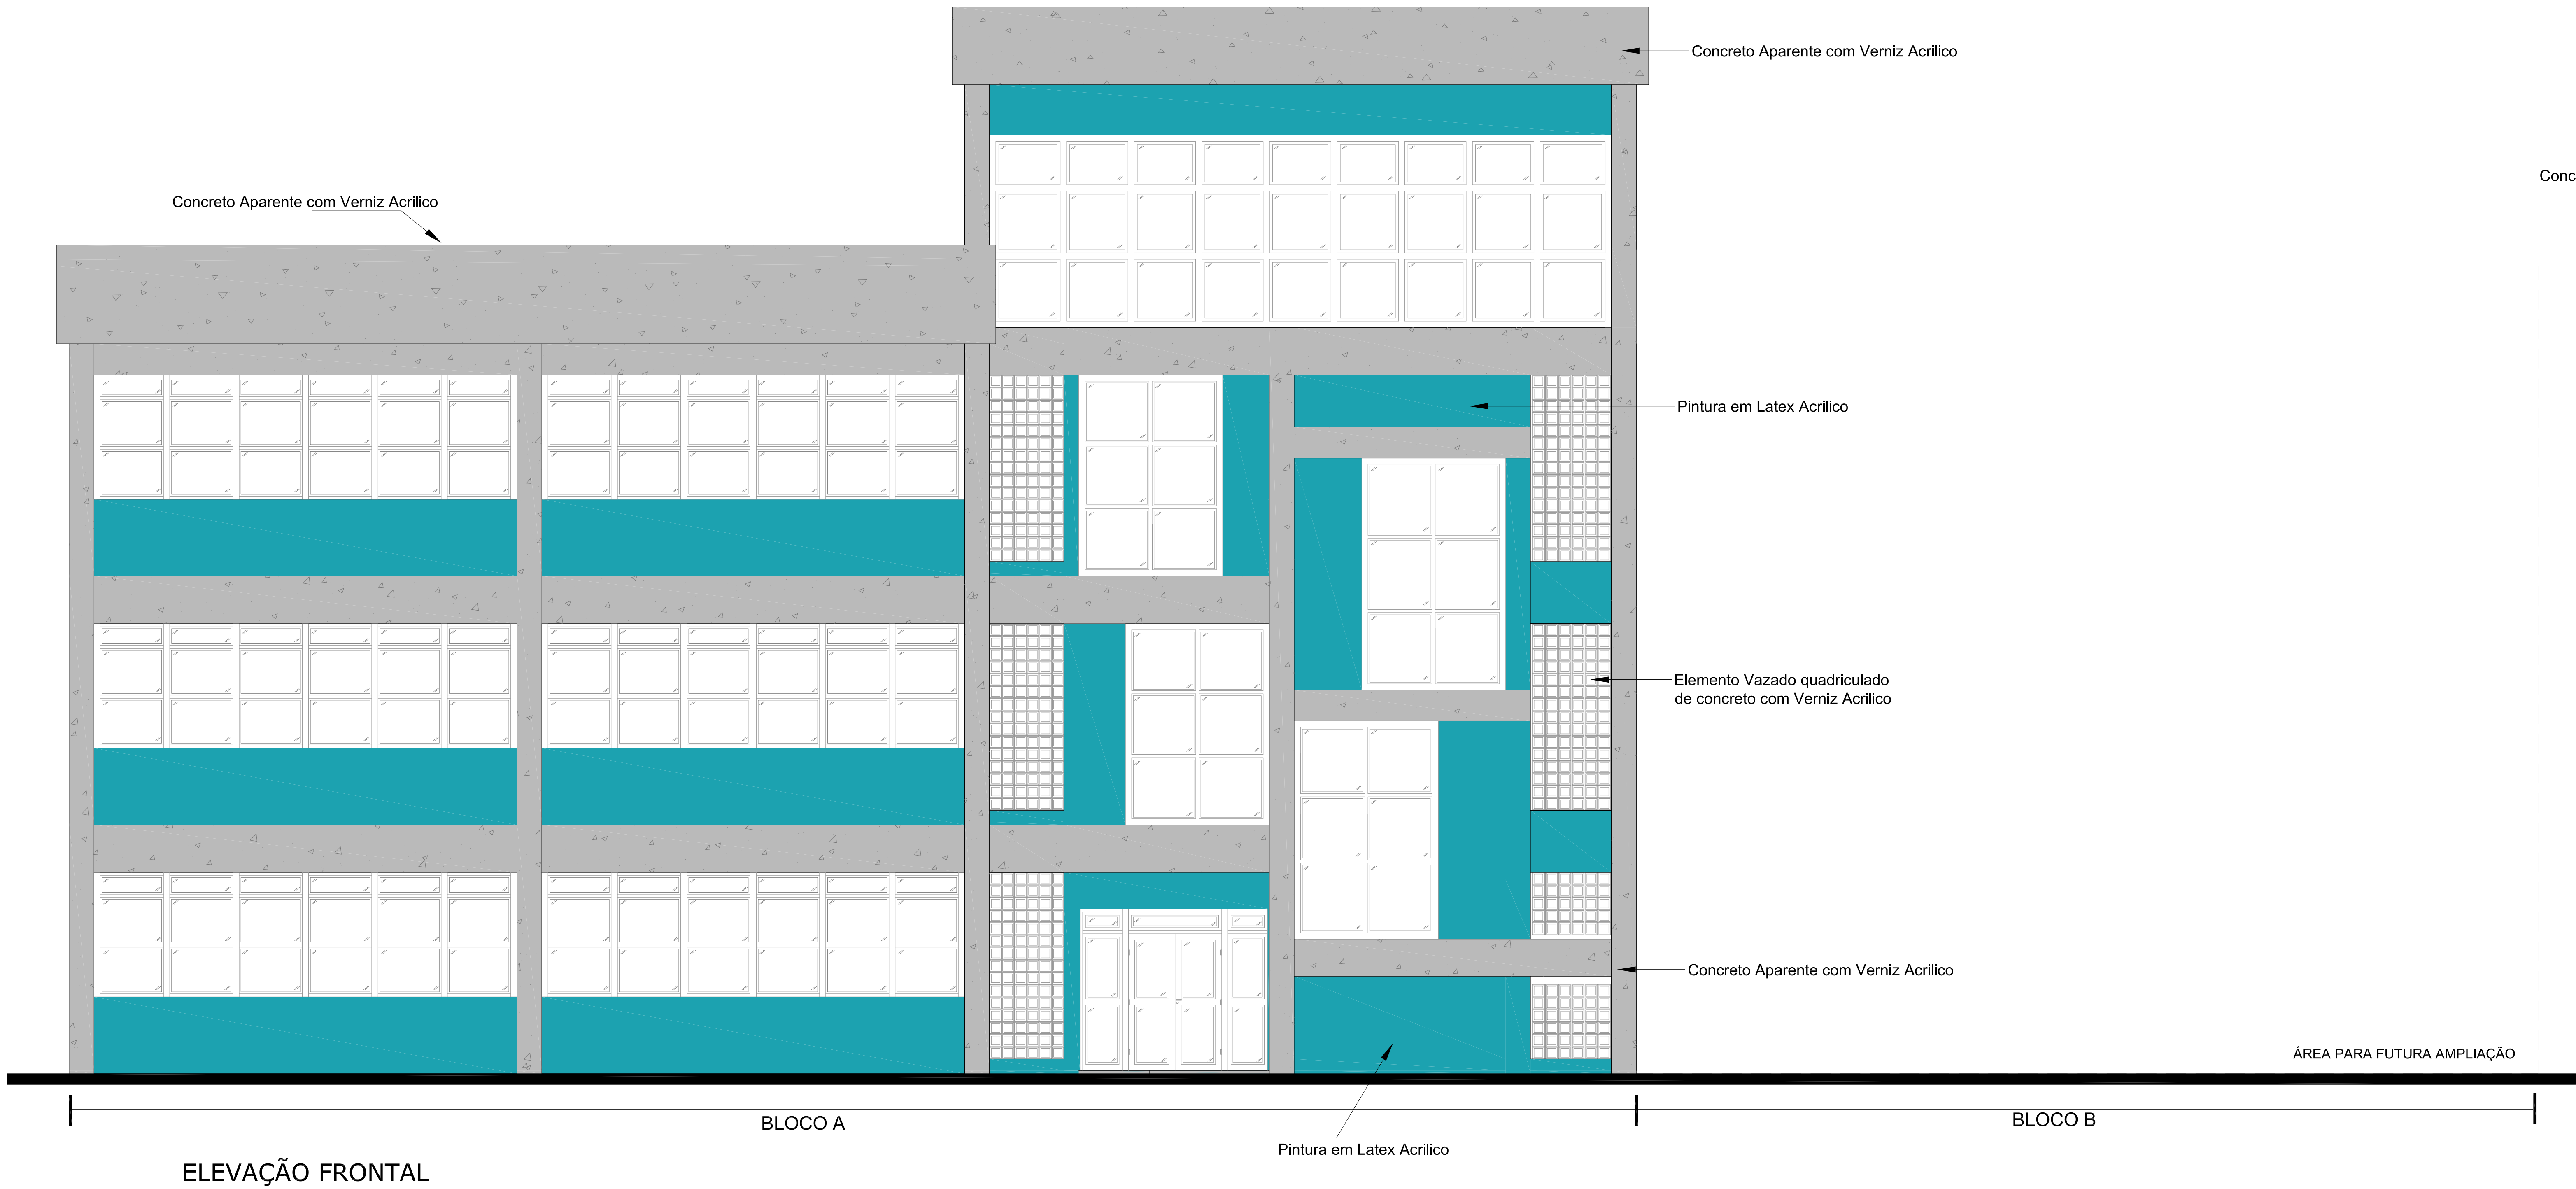 Concreto Aparente com Verniz Acrilico
Conc
Concreto Aparente com Verniz Acrilico
Pintura em Latex Acrilico
Elemento Vazado quadriculado
de concreto com Verniz Acrilico
Concreto Aparente com Verniz Acrilico
ÁREA PARA FUTURA AMPLIAÇÃO
BLOCO A
BLOCO B
Pintura em Latex Acrilico
ELEVAÇÃO FRONTAL